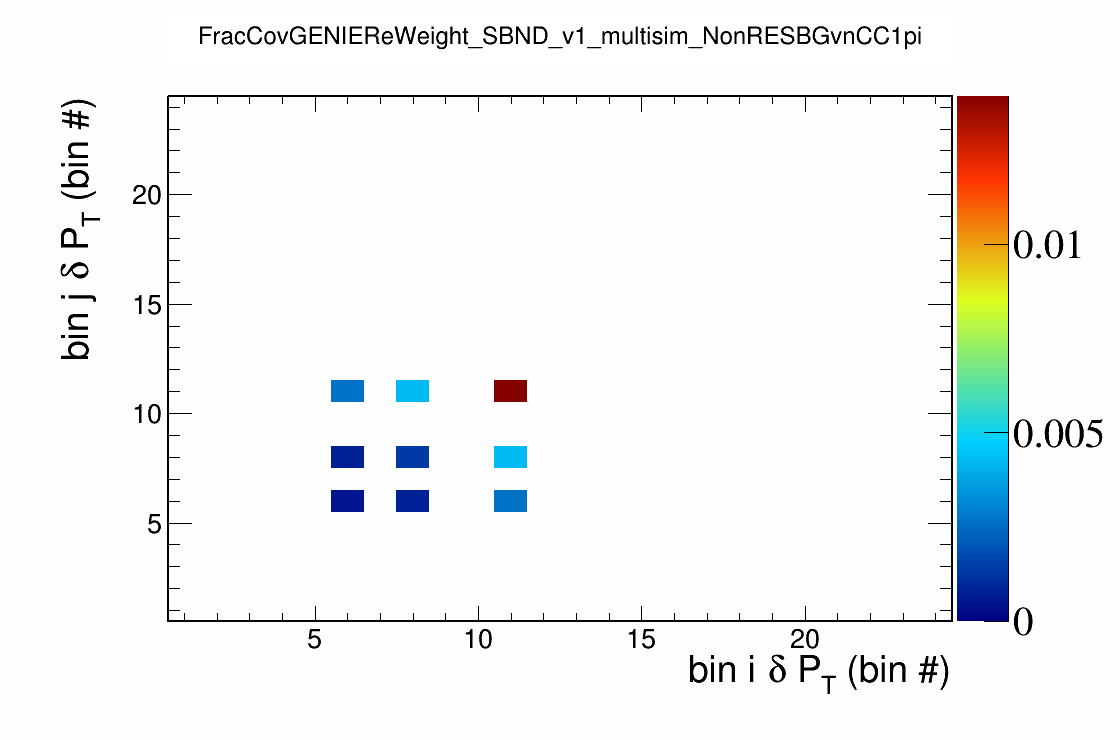 FracCovGENIEReWeight_SBND_v1_multisim_NonRESBGvnCC1pi
bin j δ P_T (bin #)
20
15
10
5
5 10 15 20
bin i δ P_T (bin #)
0.01
0.005
0